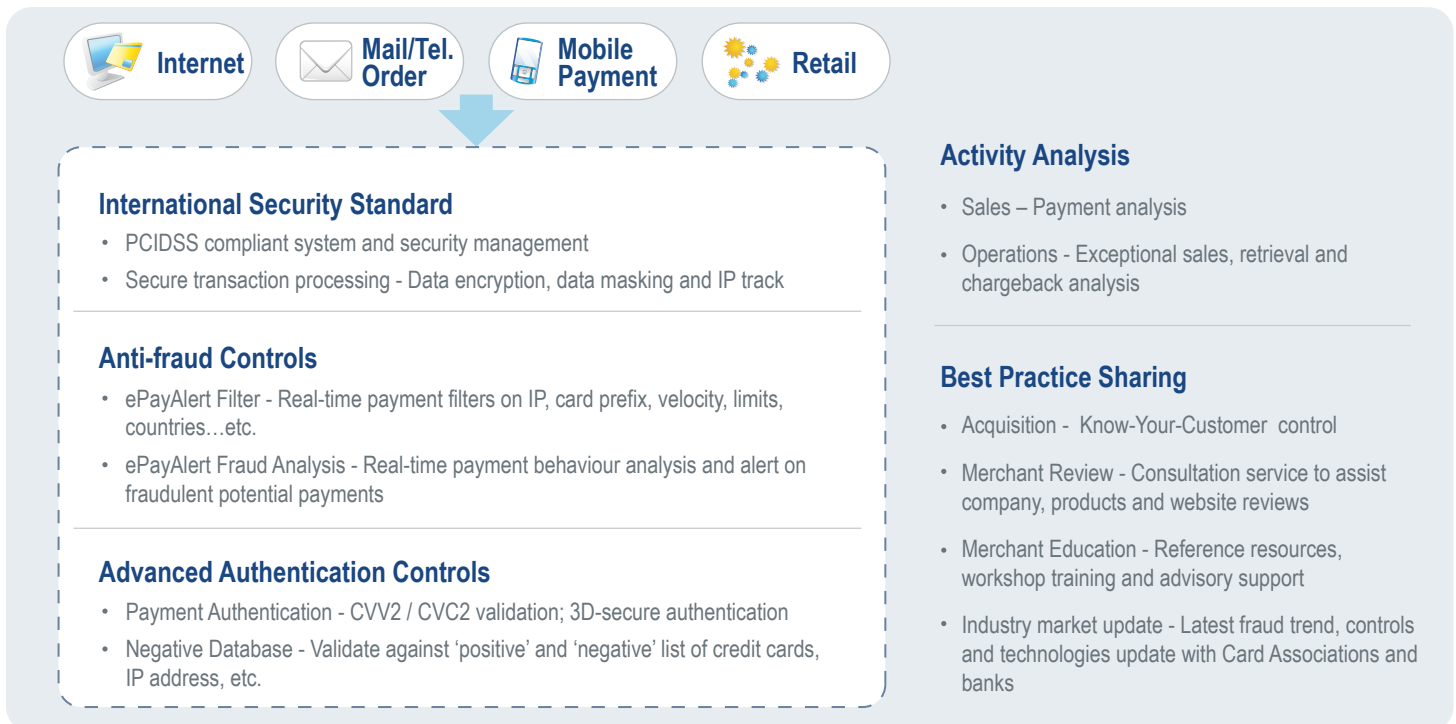 Internet
Mail/Tel.
Order
Mobile
Payment
Retail
International Security Standard
• PCIDSS compliant system and security management
• Secure transaction processing - Data encryption, data masking and IP track
Anti-fraud Controls
• ePayAlert Filter - Real-time payment filters on IP, card prefix, velocity, limits,
countries…etc.
• ePayAlert Fraud Analysis - Real-time payment behaviour analysis and alert on
fraudulent potential payments
Advanced Authentication Controls
• Payment Authentication - CVV2 / CVC2 validation; 3D-secure authentication
• Negative Database - Validate against ‘positive’ and ‘negative’ list of credit cards,
IP address, etc.
Activity Analysis
• Sales – Payment analysis
• Operations - Exceptional sales, retrieval and
chargeback analysis
Best Practice Sharing
• Acquisition - Know-Your-Customer control
• Merchant Review - Consultation service to assist
company, products and website reviews
• Merchant Education - Reference resources,
workshop training and advisory support
• Industry market update - Latest fraud trend, controls
and technologies update with Card Associations and
banks